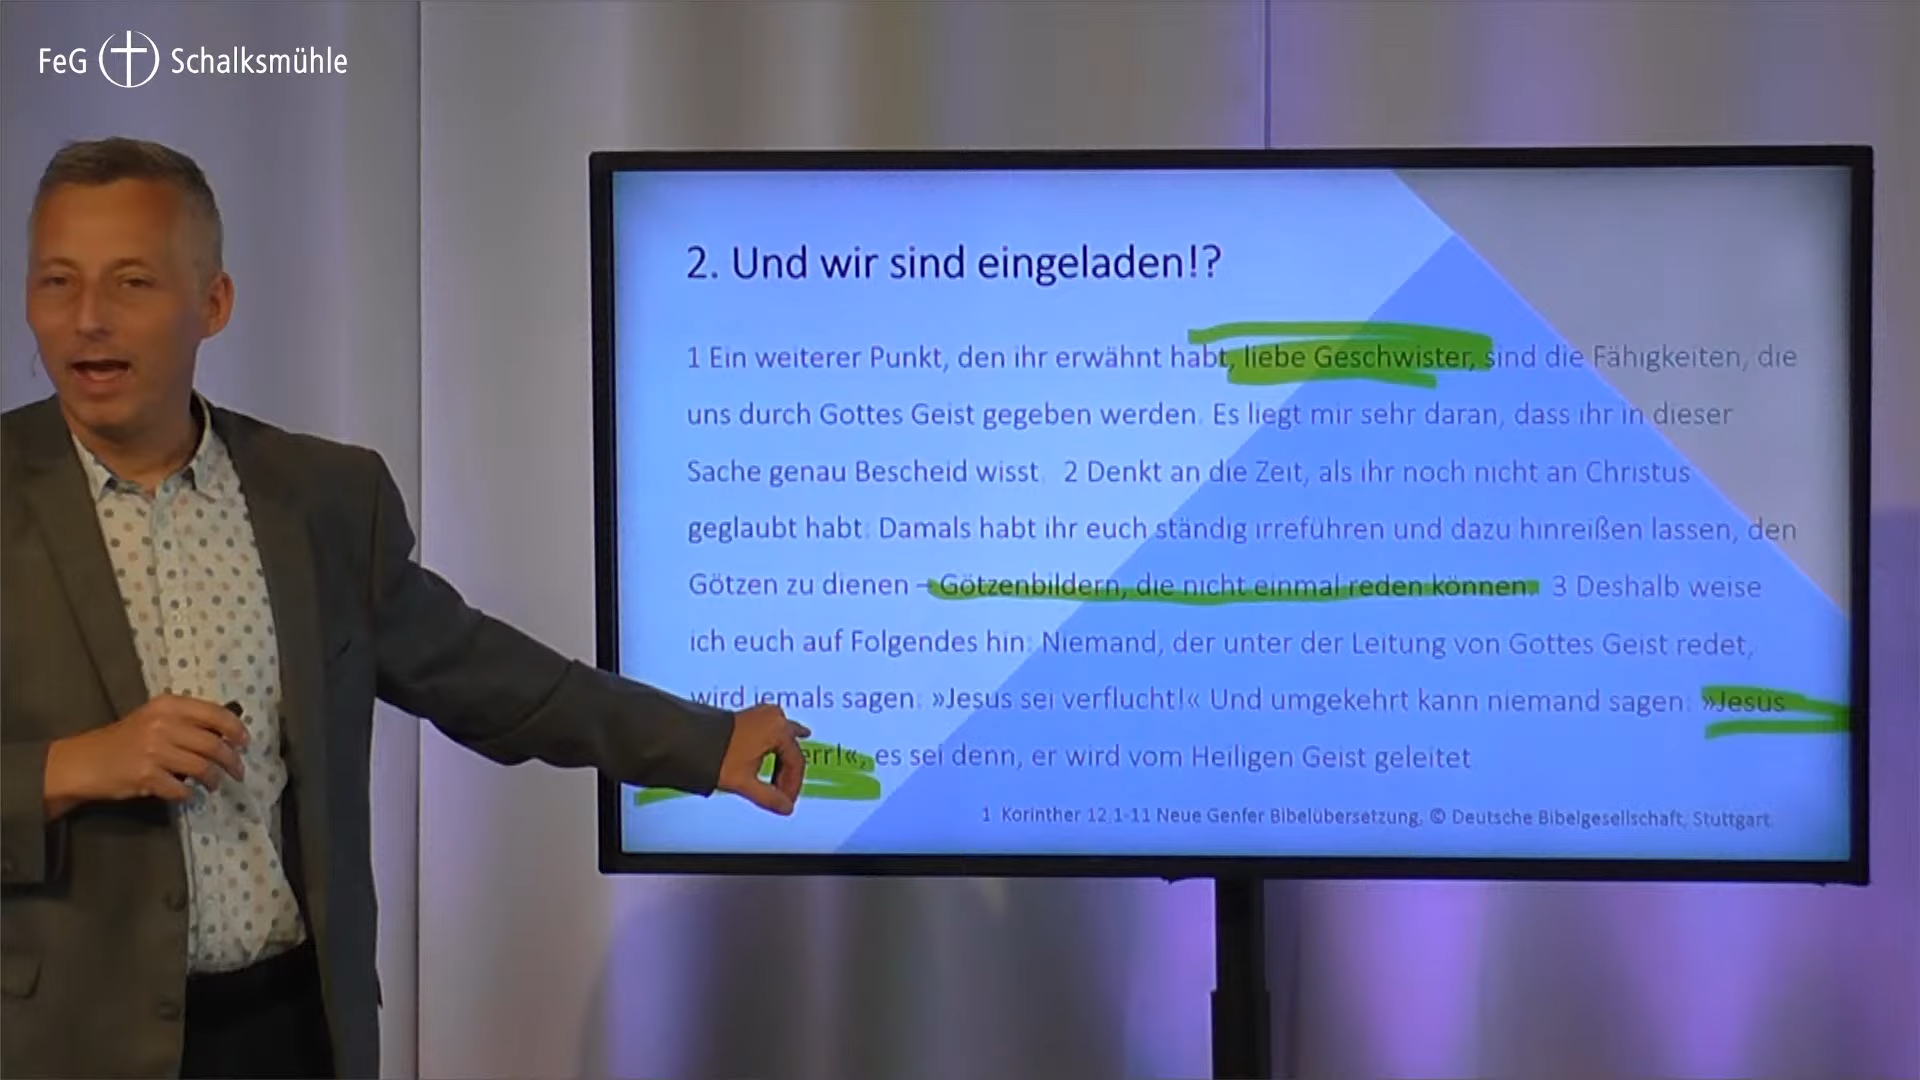 FeG Schalksmühle
2. Und wir sind eingeladen!?
1 Ein weiterer Punkt, den ihr erwähnt habt, liebe Geschwister, sind die Fähigkeiten, die
uns durch Gottes Geist gegeben werden. Es liegt mir sehr daran, dass ihr in dieser
Sache genau Bescheid wisst. 2 Denkt an die Zeit, als ihr noch nicht an Christus
geglaubt habt: Damals habt ihr euch ständig irreführen und dazu hinreißen lassen, den
Götzen zu dienen – Götzenbildern, die nicht einmal reden können. 3 Deshalb weise
ich euch auf Folgendes hin: Niemand, der unter der Leitung von Gottes Geist redet,
wird jemals sagen: »Jesus sei verflucht!« Und umgekehrt kann niemand sagen: »Jesus
err!«, es sei denn, er wird vom Heiligen Geist geleitet
1 Korinther 12,1-11 Neue Genfer Bibelübersetzung, © Deutsche Bibelgesellschaft, Stuttgart.